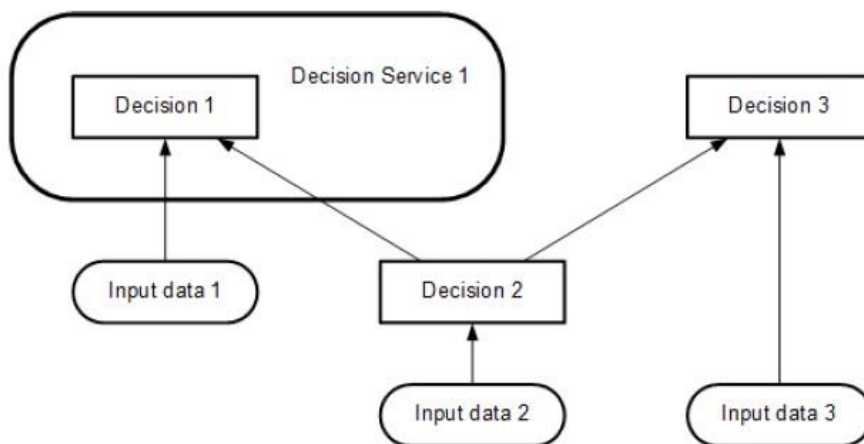 Decision Service 1
Decision 1
Decision 3
Input data 1
Decision 2
Input data 2
Input data 3